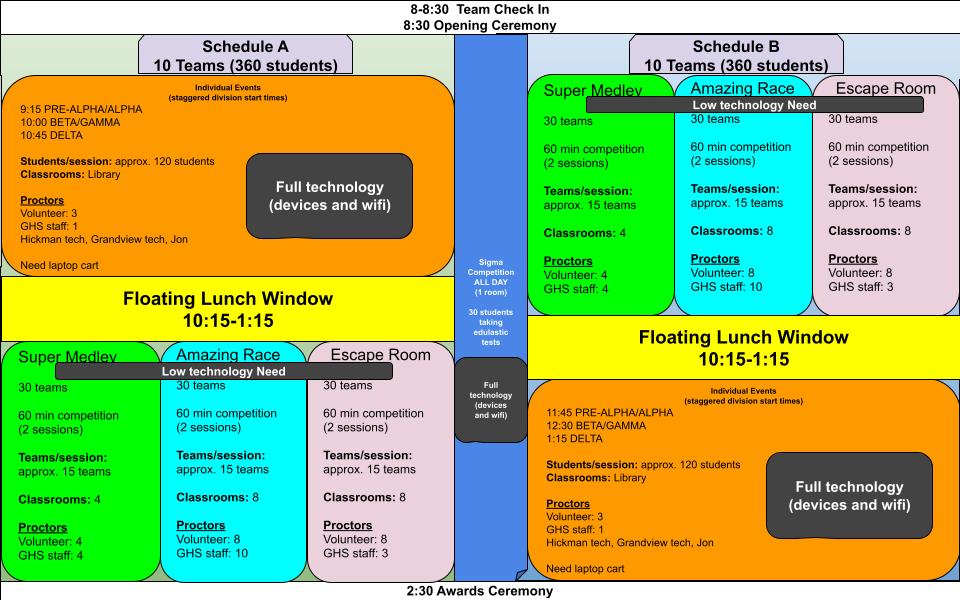 8-8:30  Team Check In
8:30 Opening Ceremony
Schedule A
10 Teams (360 students)
Individual Events
(staggered division start times)
9:15 PRE-ALPHA/ALPHA
10:00 BETA/GAMMA
10:45 DELTA
Students/session: approx. 120 students
Classrooms: Library
Proctors
Volunteer: 3
GHS staff: 1
Hickman tech, Grandview tech, Jon
Need laptop cart
Full technology
(devices and wifi)
Floating Lunch Window
10:15-1:15
Super Medley
30 teams
60 min competition
(2 sessions)
Teams/session:
approx. 15 teams
Classrooms: 4
Proctors
Volunteer: 4
GHS staff: 4
Amazing Race
30 teams
60 min competition
(2 sessions)
Teams/session:
approx. 15 teams
Classrooms: 8
Proctors
Volunteer: 8
GHS staff: 10
Escape Room
30 teams
60 min competition
(2 sessions)
Teams/session:
approx. 15 teams
Classrooms: 8
Proctors
Volunteer: 8
GHS staff: 3
Low technology Need
Sigma
Competition
ALL DAY
(1 room)
30 students
taking
edulastic
tests
Full
technology
(devices
and wifi)
Schedule B
10 Teams (360 students)
Super Medley
30 teams
60 min competition
(2 sessions)
Teams/session:
approx. 15 teams
Classrooms: 4
Proctors
Volunteer: 4
GHS staff: 4
Amazing Race
30 teams
60 min competition
(2 sessions)
Teams/session:
approx. 15 teams
Classrooms: 8
Proctors
Volunteer: 8
GHS staff: 10
Escape Room
30 teams
60 min competition
(2 sessions)
Teams/session:
approx. 15 teams
Classrooms: 8
Proctors
Volunteer: 8
GHS staff: 3
Low technology Need
Floating Lunch Window
10:15-1:15
Individual Events
(staggered division start times)
11:45 PRE-ALPHA/ALPHA
12:30 BETA/GAMMA
1:15 DELTA
Students/session: approx. 120 students
Classrooms: Library
Proctors
Volunteer: 3
GHS staff: 1
Hickman tech, Grandview tech, Jon
Need laptop cart
Full technology
(devices and wifi)
2:30 Awards Ceremony